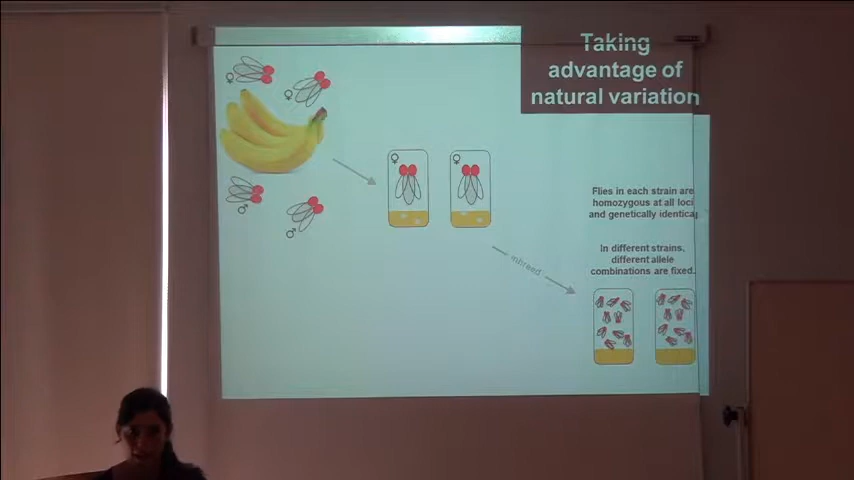 Taking
advantage of
natural variation
Flies in each strain are
homozygous at all loci
and genetically identical
inbreed
In different strains,
different allele
combinations are fixed.